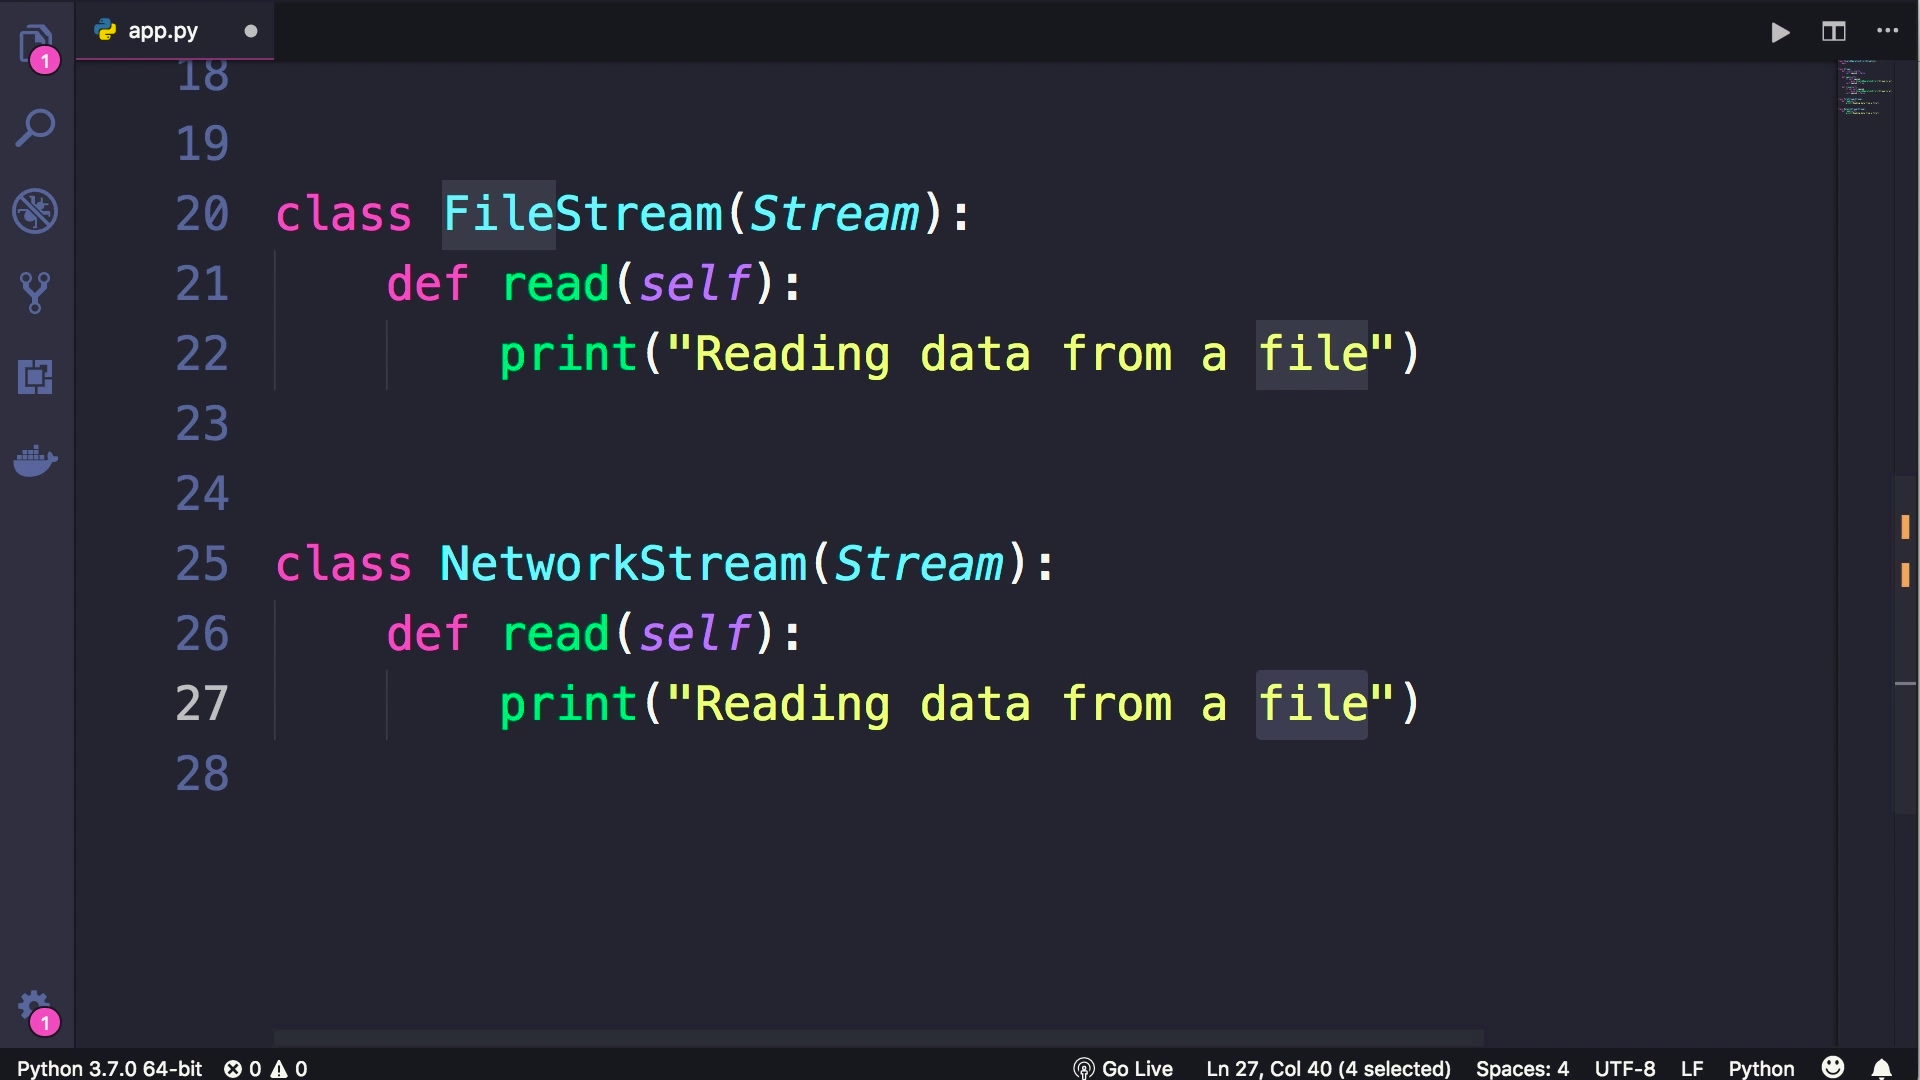 app.py
1
18
19
20 class FileStream(Stream):
21 def read(self):
22 print("Reading data from a file")
23
24
25 class NetworkStream(Stream):
26 def read(self):
27 print("Reading data from a file")
28
1
Python 3.7.0 64-bit 0 0 Go Live Ln 27, Col 40 (4 selected) Spaces: 4 UTF-8 LF Python